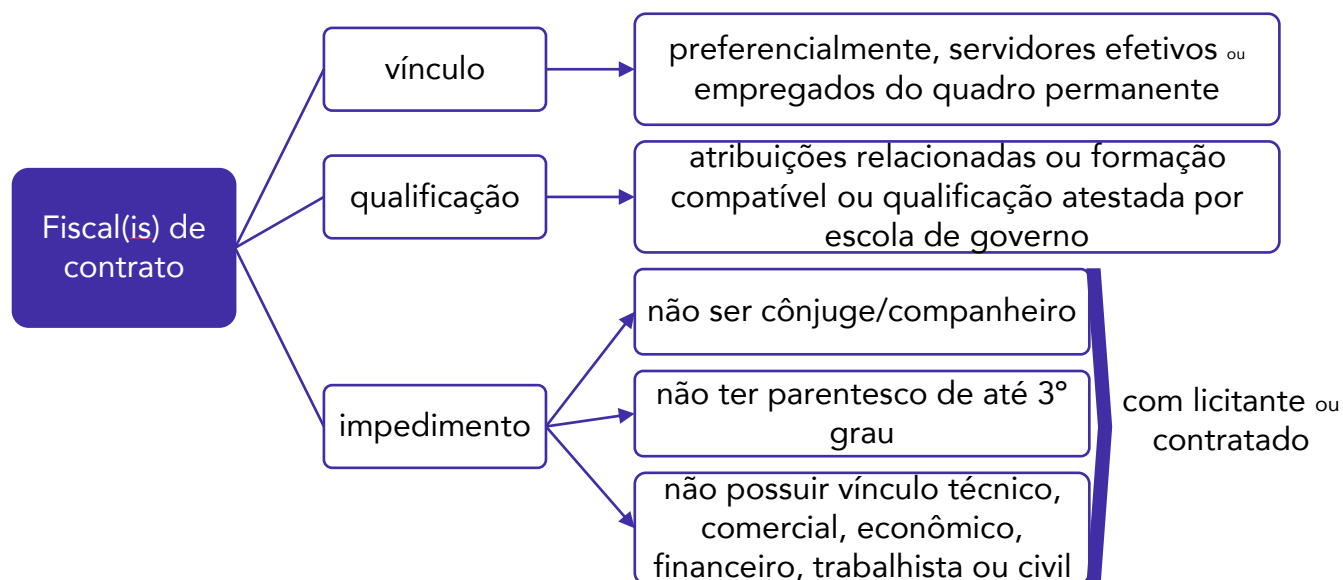 Fiscal(is) de
contrato
vínculo
preferencialmente, servidores efetivos ou
empregados do quadro permanente
qualificação
atribuições relacionadas ou formação
compatível ou qualificação atestada por
escola de governo
impedimento
não ser cônjuge/companheiro
não ter parentesco de até 3º
grau
não possuir vínculo técnico,
comercial, econômico,
financeiro, trabalhista ou civil
com licitante ou
contratado